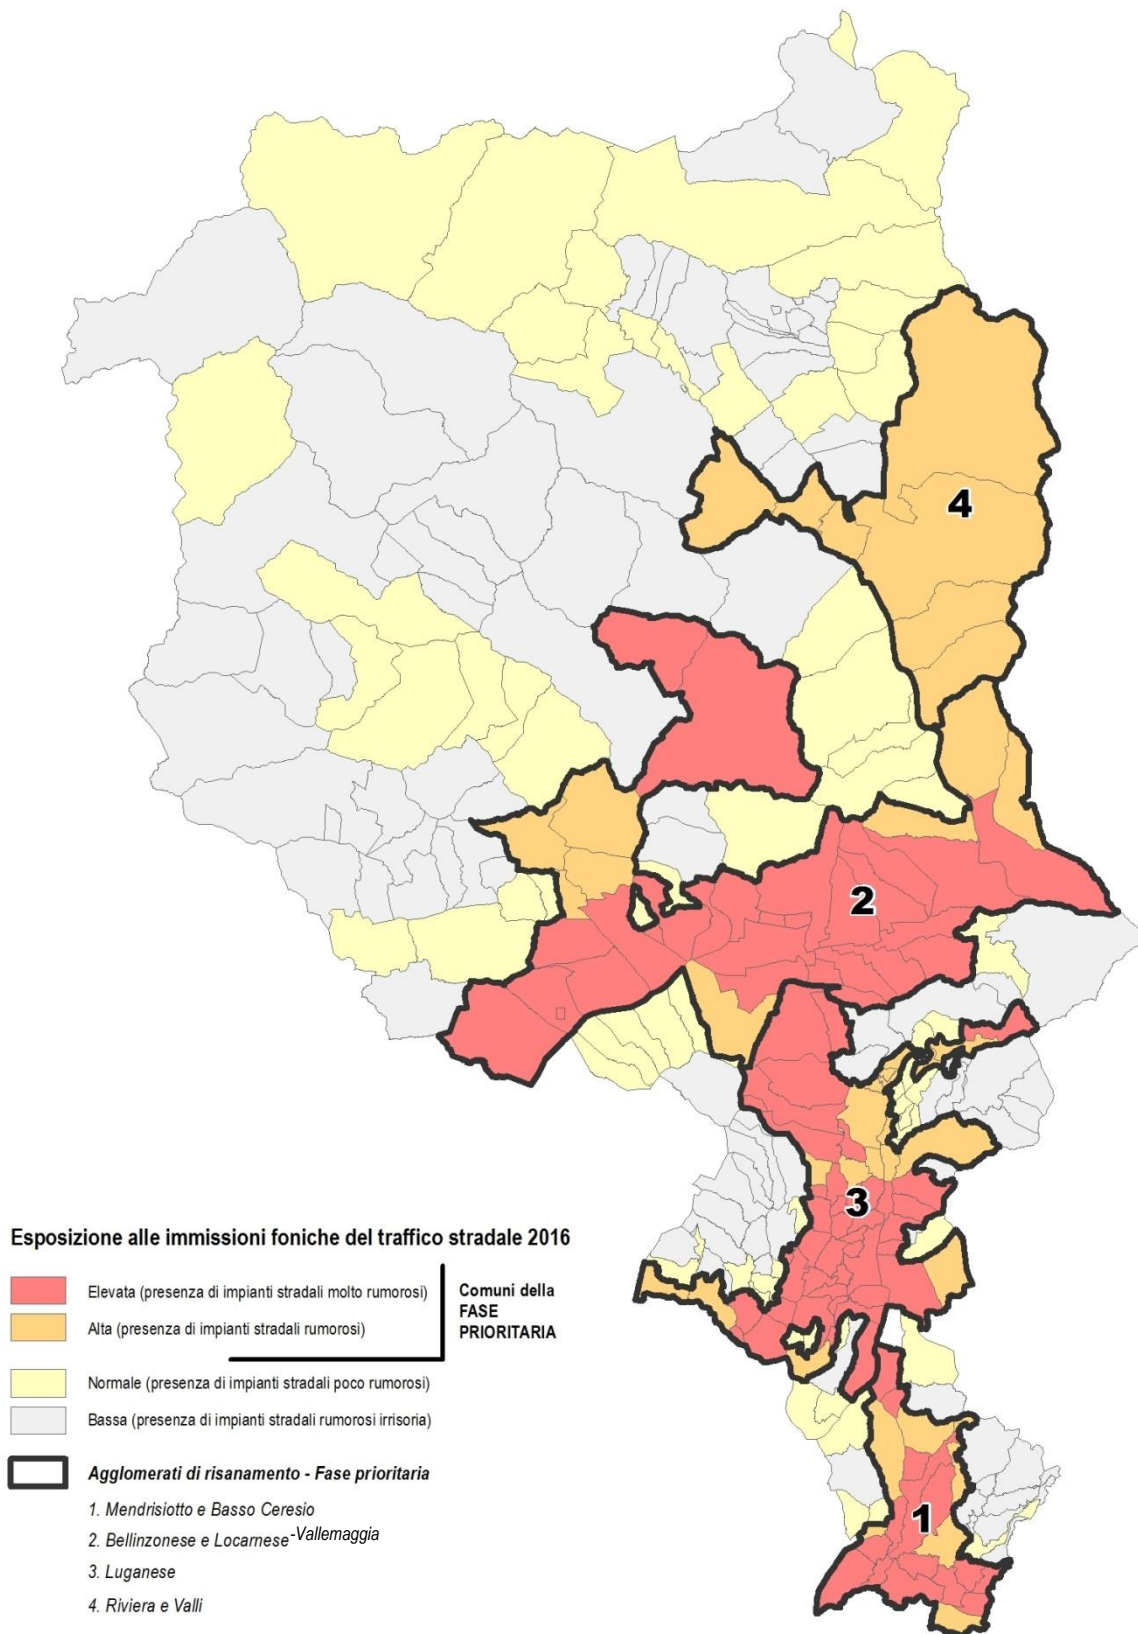 4
2
3
1
Esposizione alle immissioni foniche del traffico stradale 2016
Elevata (presenza di impianti stradali molto rumorosi)
Alta (presenza di impianti stradali rumorosi)
Comuni della
FASE
PRIORITARIA
Normale (presenza di impianti stradali poco rumorosi)
Bassa (presenza di impianti stradali rumorosi irrisoria)
Agglomerati di risanamento - Fase prioritaria
1. Mendrisiotto e Basso Ceresio
2. Bellinzonese e Locarnese-Vallemaggia
3. Luganese
4. Riviera e Valli